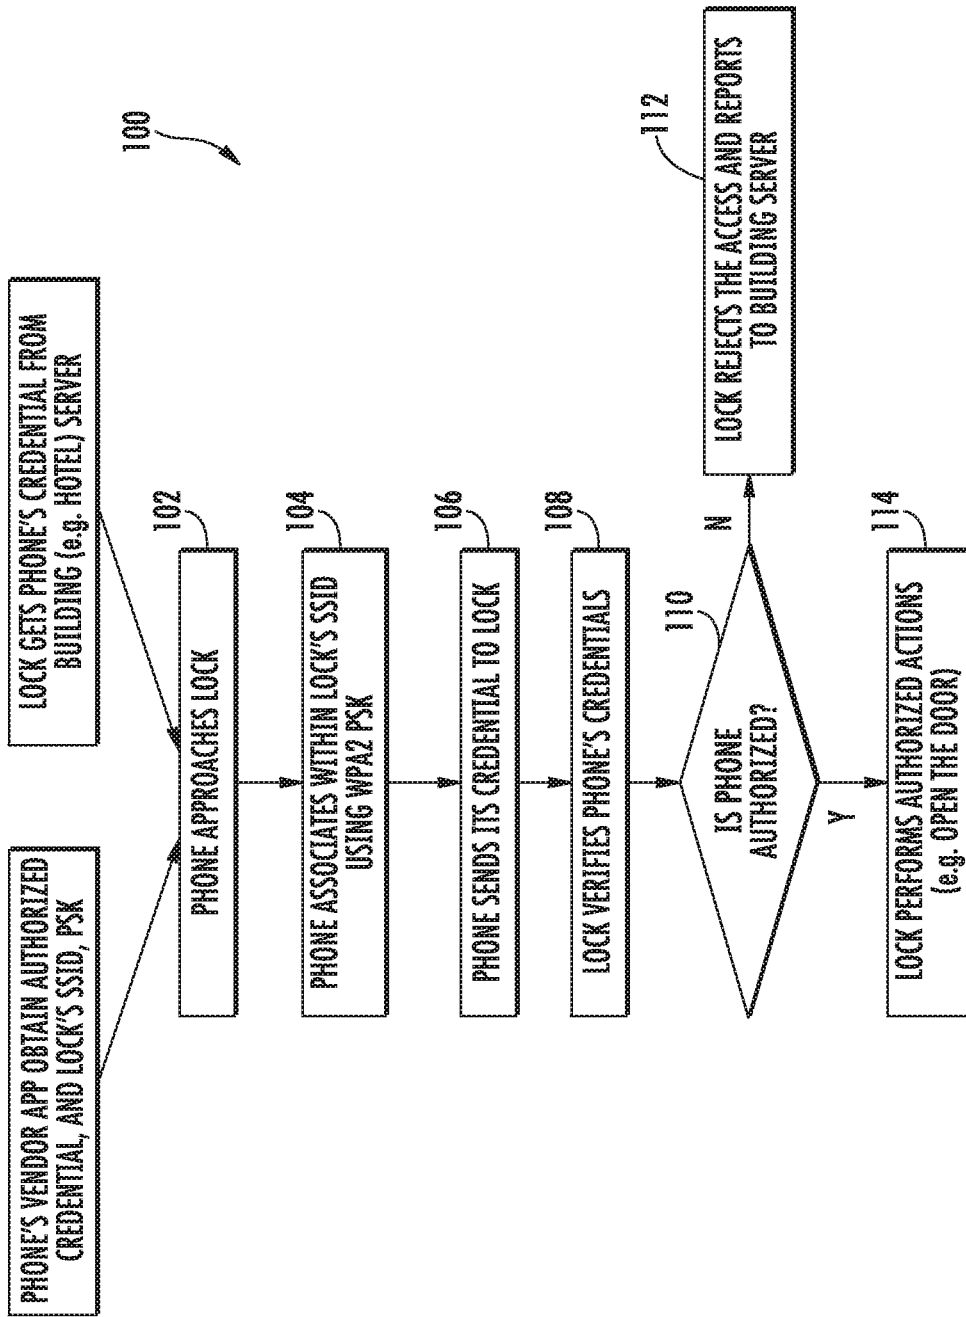 100
PHONE'S VENDOR APP OBTAIN AUTHORIZED
CREDENTIAL, AND LOCK'S SSID, PSK
LOCK GETS PHONE'S CREDENTIAL FROM
BUILDING (e.g. HOTEL) SERVER
102
PHONE APPROACHES LOCK
104
PHONE ASSOCIATES WITHIN LOCK'S SSID
USING WPA2 PSK
106
PHONE SENDS ITS CREDENTIAL TO LOCK
108
LOCK VERIFIES PHONE'S CREDENTIALS
110
IS PHONE
AUTHORIZED?
N
112
LOCK REJECTS THE ACCESS AND REPORTS
TO BUILDING SERVER
Y
114
LOCK PERFORMS AUTHORIZED ACTIONS
(e.g. OPEN THE DOOR)